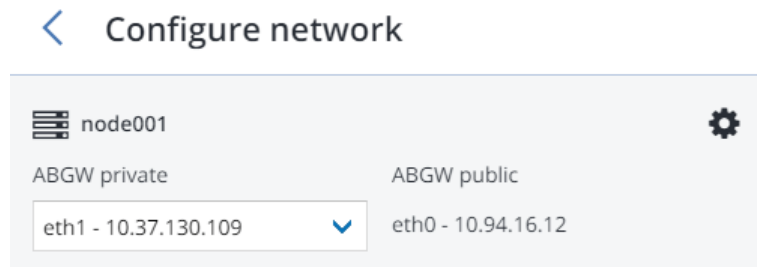 Configure network
node001
ABGW private
ABGW public
eth1 - 10.37.130.109
eth0 - 10.94.16.12